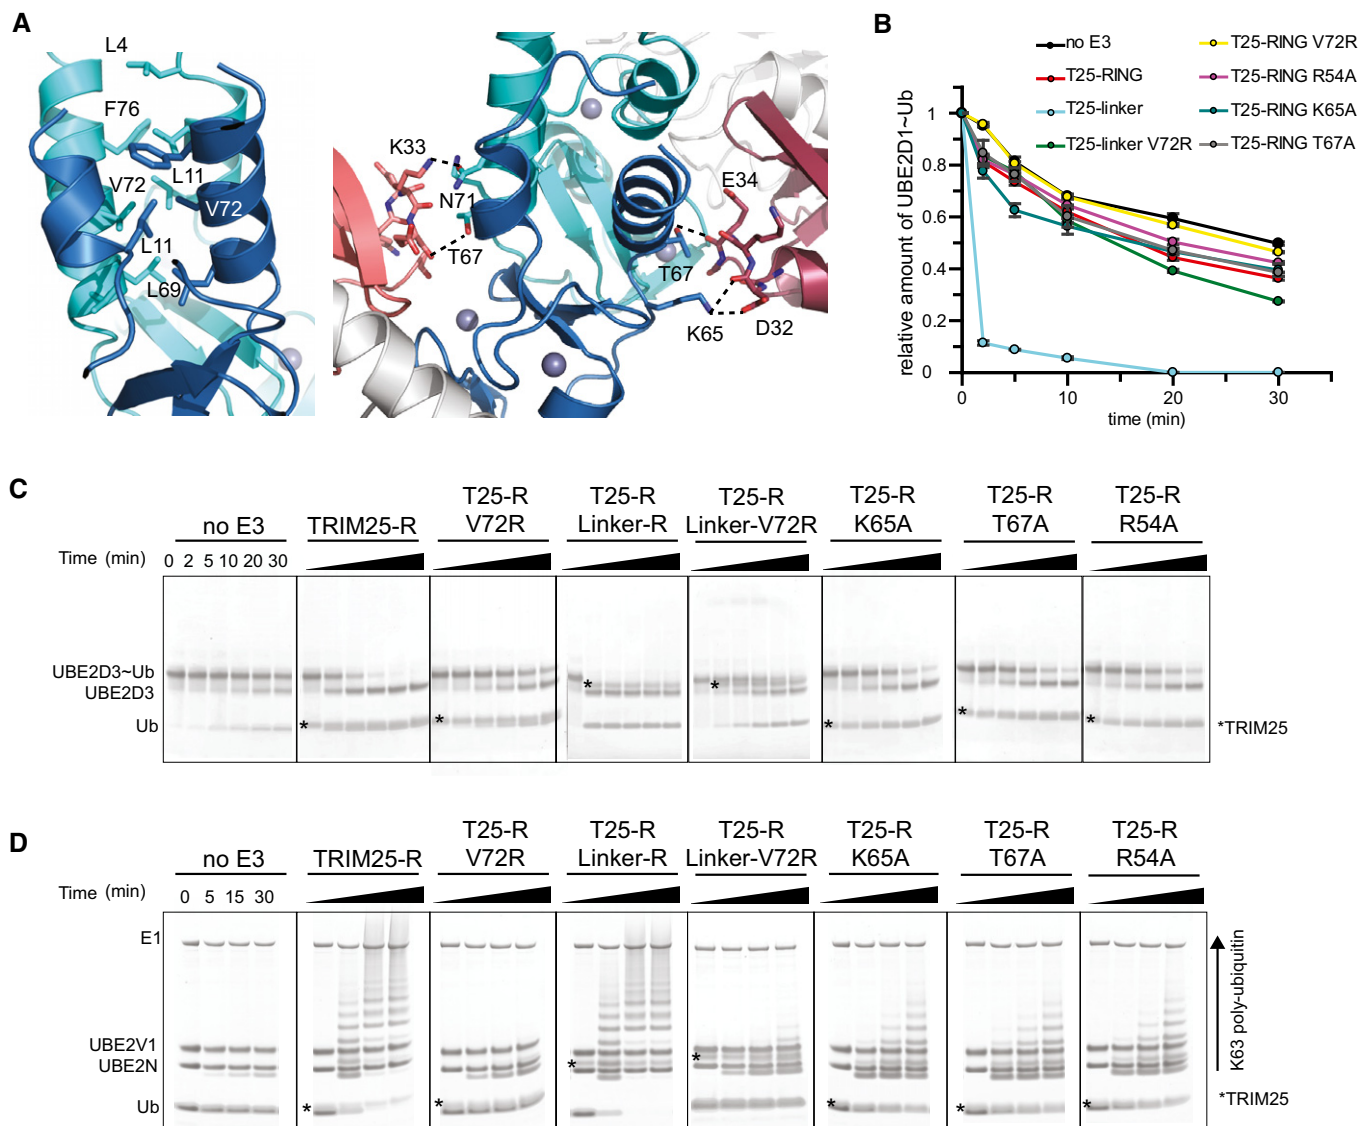 A
L4
F76
L11
V72
V72
L11
L69
K33
N71
T67
E34
T67
K65
D32
B
no E3
T25-RING
T25-linker
T25-linker V72R
T25-RING V72R
T25-RING R54A
T25-RING K65A
T25-RING T67A
relative amount of UBE2D1~Ub
1
0.8
0.6
0.4
0.2
0
0 10 20 30
time (min)
C
no E3
TRIM25-R
T25-R
V72R
T25-R
Linker-R
T25-R
Linker-V72R
T25-R
K65A
T25-R
T67A
T25-R
R54A
Time (min) 0 2 5 10 20 30
UBE2D3~Ub
UBE2D3
Ub
* * * * * * *
*TRIM25
D
no E3
TRIM25-R
T25-R
V72R
T25-R
Linker-R
T25-R
Linker-V72R
T25-R
K65A
T25-R
T67A
T25-R
R54A
Time (min) 0 5 15 30
E1
UBE2V1
UBE2N
Ub
* * * * * * *
K63 poly-ubiquitin
*TRIM25